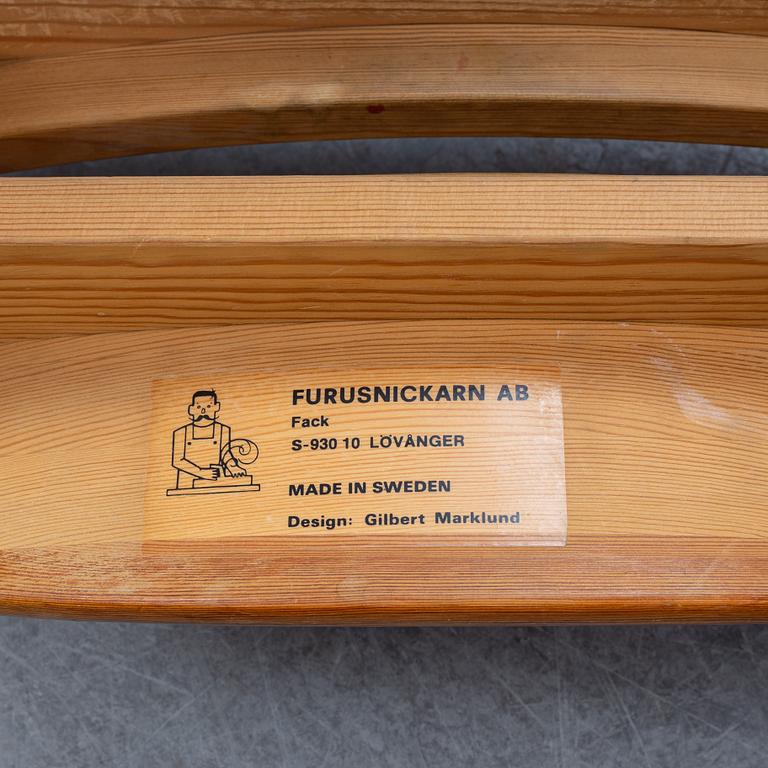 FURUSNICKARN AB
Fack
S-930 10 LÖVÅNGER
MADE IN SWEDEN
Design: Gilbert Marklund